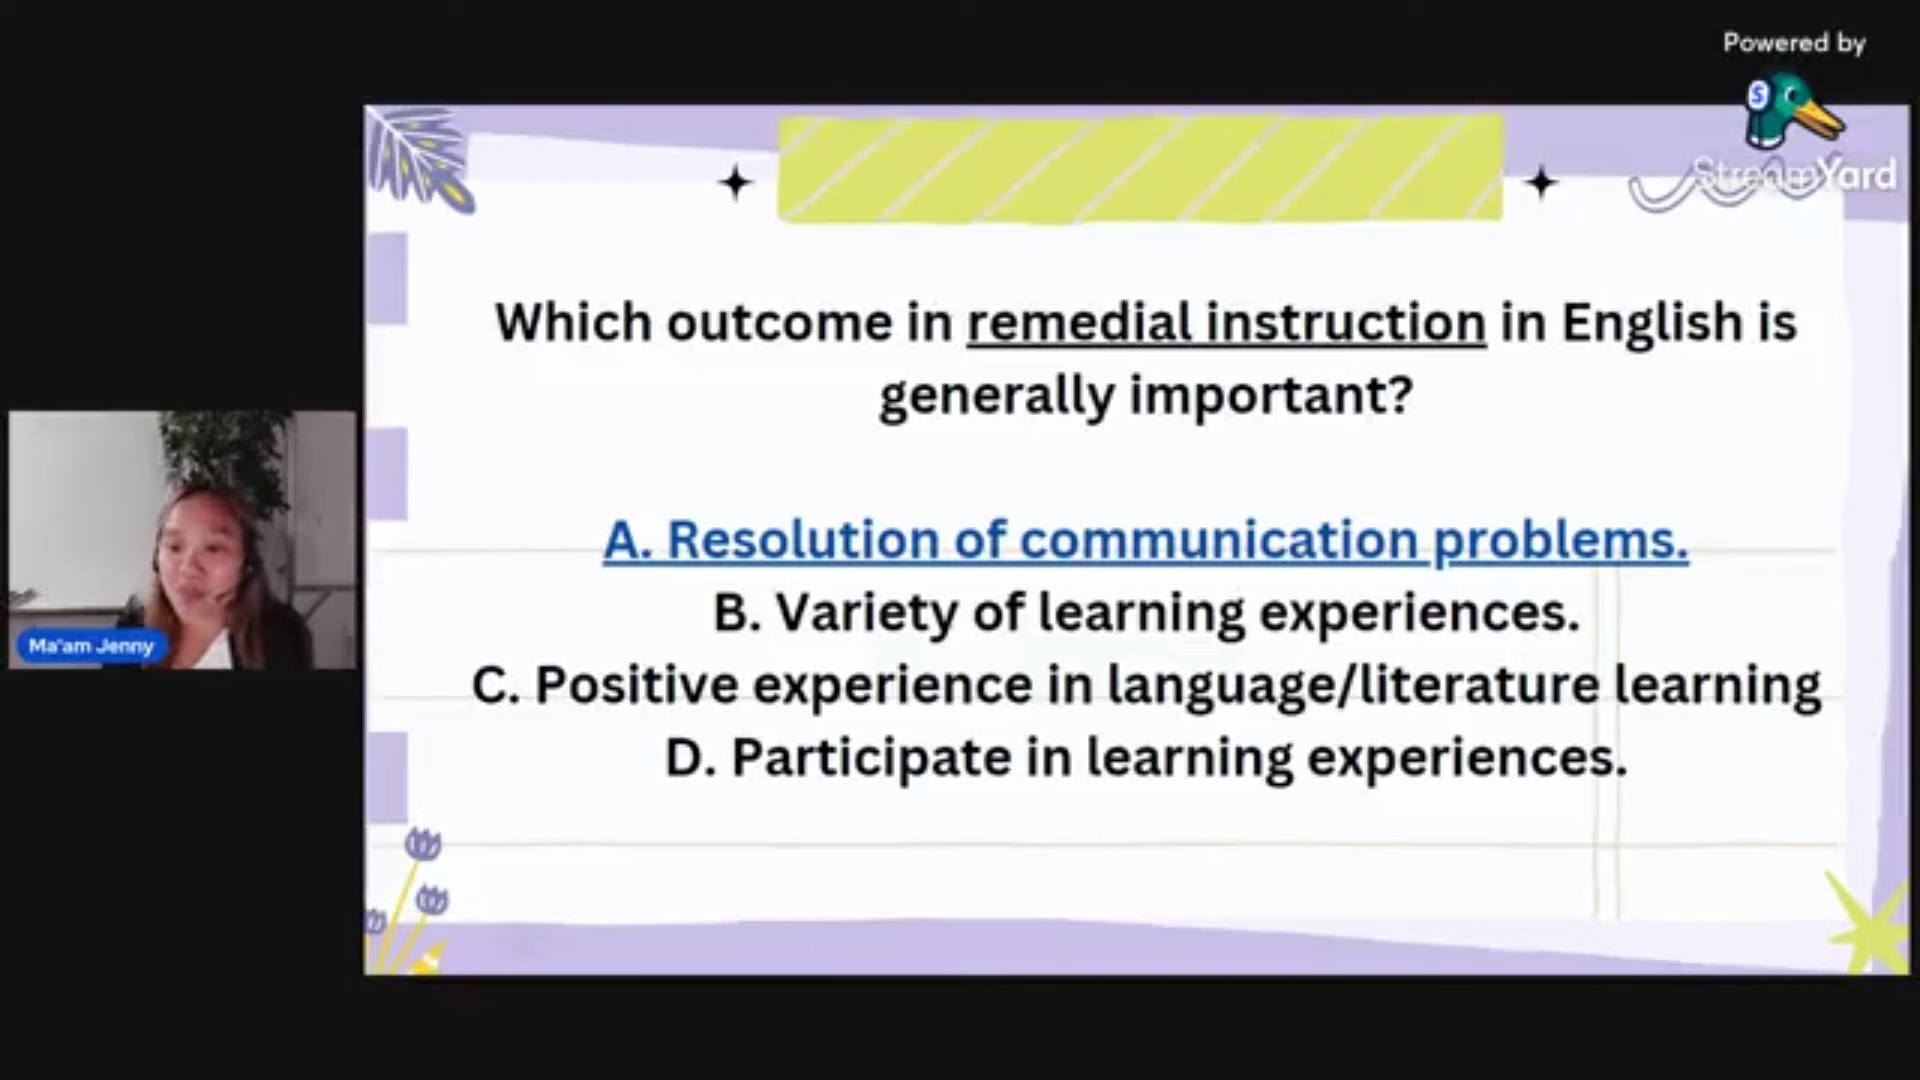 Powered by
StreamYard
Which outcome in remedial instruction in English is
generally important?
A. Resolution of communication problems.
B. Variety of learning experiences.
C. Positive experience in language/literature learning
D. Participate in learning experiences.
Ma'am Jenny